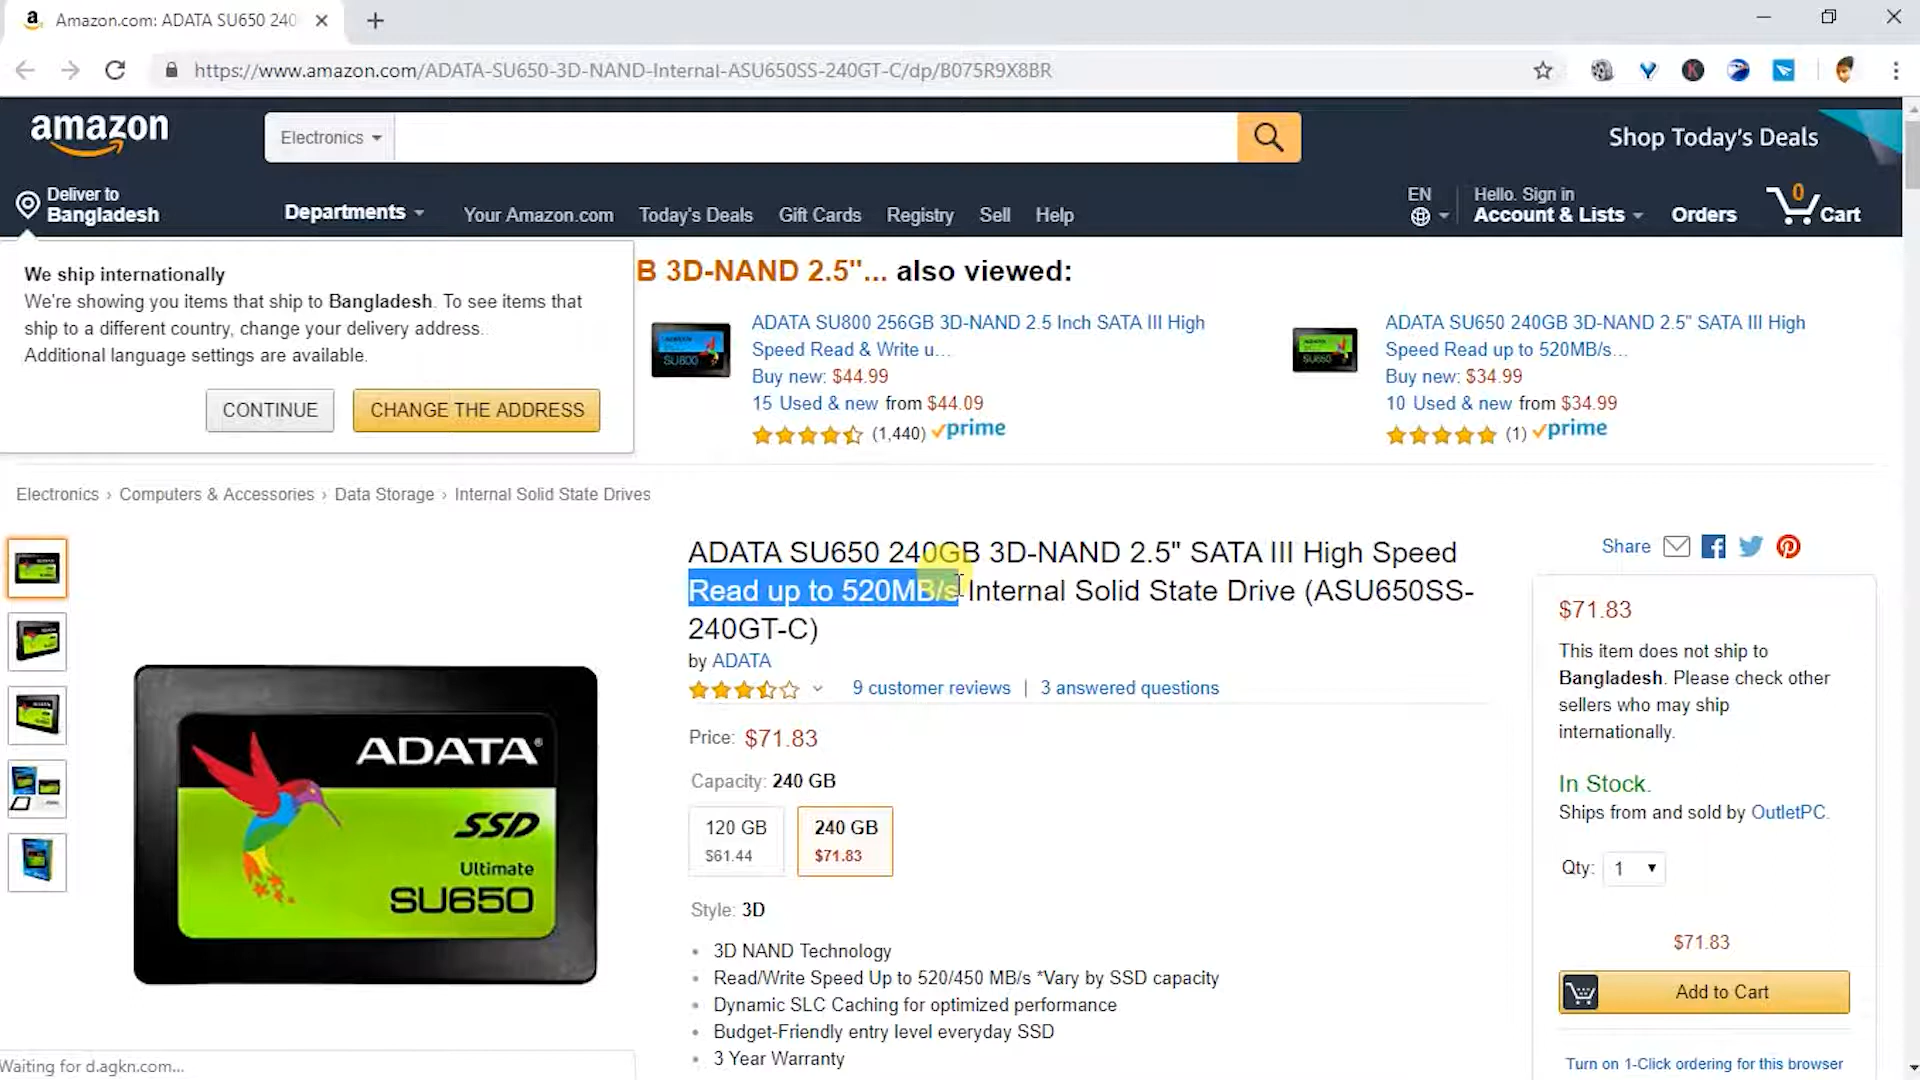 Amazon.com: ADATA SU650 240
https://www.amazon.com/ADATA-SU650-3D-NAND-Internal-ASU650SS-240GT-C/dp/B075R9X8BR
amazon
Electronics
Shop Today's Deals
Deliver to
Bangladesh
Departments
Your Amazon.com
Today's Deals
Gift Cards
Registry
Sell
Help
EN
Hello. Sign in
Account & Lists
Orders
0
Cart
We ship internationally
We're showing you items that ship to Bangladesh. To see items that
ship to a different country, change your delivery address.
Additional language settings are available.
CONTINUE
CHANGE THE ADDRESS
B 3D-NAND 2.5"... also viewed:
ADATA SU800 256GB 3D-NAND 2.5 Inch SATA III High
Speed Read & Write u...
Buy new: $44.99
15 Used & new from $44.09
(1,440) prime
ADATA SU650 240GB 3D-NAND 2.5" SATA III High
Speed Read up to 520MB/s...
Buy new: $34.99
10 Used & new from $34.99
(1) prime
Electronics › Computers & Accessories › Data Storage › Internal Solid State Drives
ADATA®
SSD
Ultimate
SU650
ADATA SU650 240GB 3D-NAND 2.5" SATA III High Speed
Read up to 520MB/s Internal Solid State Drive (ASU650SS-
240GT-C)
by ADATA
9 customer reviews | 3 answered questions
Price: $71.83
Capacity: 240 GB
120 GB
$61.44
240 GB
$71.83
Style: 3D
• 3D NAND Technology
• Read/Write Speed Up to 520/450 MB/s *Vary by SSD capacity
• Dynamic SLC Caching for optimized performance
• Budget-Friendly entry level everyday SSD
• 3 Year Warranty
Share
$71.83
This item does not ship to
Bangladesh. Please check other
sellers who may ship
internationally.
In Stock.
Ships from and sold by OutletPC.
Qty: 1
$71.83
Add to Cart
Turn on 1-Click ordering for this browser
Waiting for d.agkn.com...